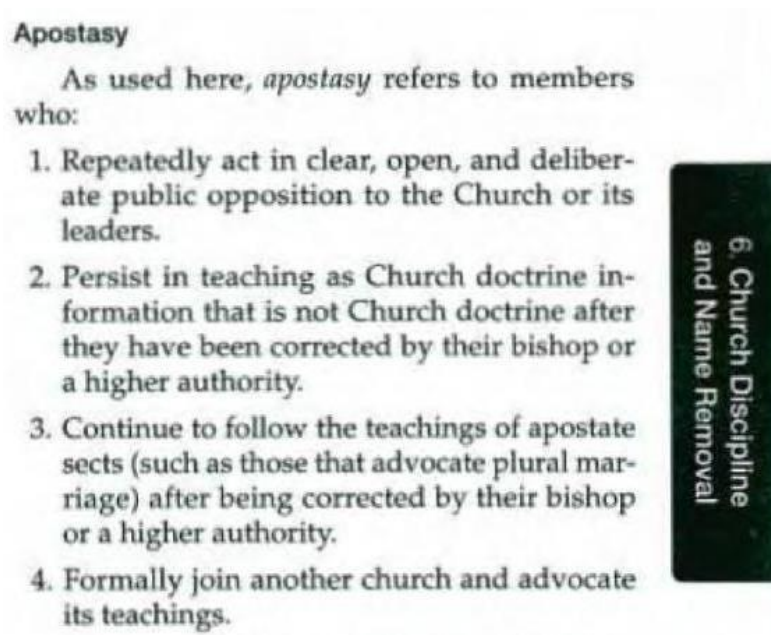 Apostasy
As used here, apostasy refers to members
who:
1. Repeatedly act in clear, open, and deliber-
ate public opposition to the Church or its
leaders.
2. Persist in teaching as Church doctrine in-
formation that is not Church doctrine after
they have been corrected by their bishop or
a higher authority.
3. Continue to follow the teachings of apostate
sects (such as those that advocate plural mar-
riage) after being corrected by their bishop
or a higher authority.
4. Formally join another church and advocate
its teachings.
6. Church Discipline
and Name Removal